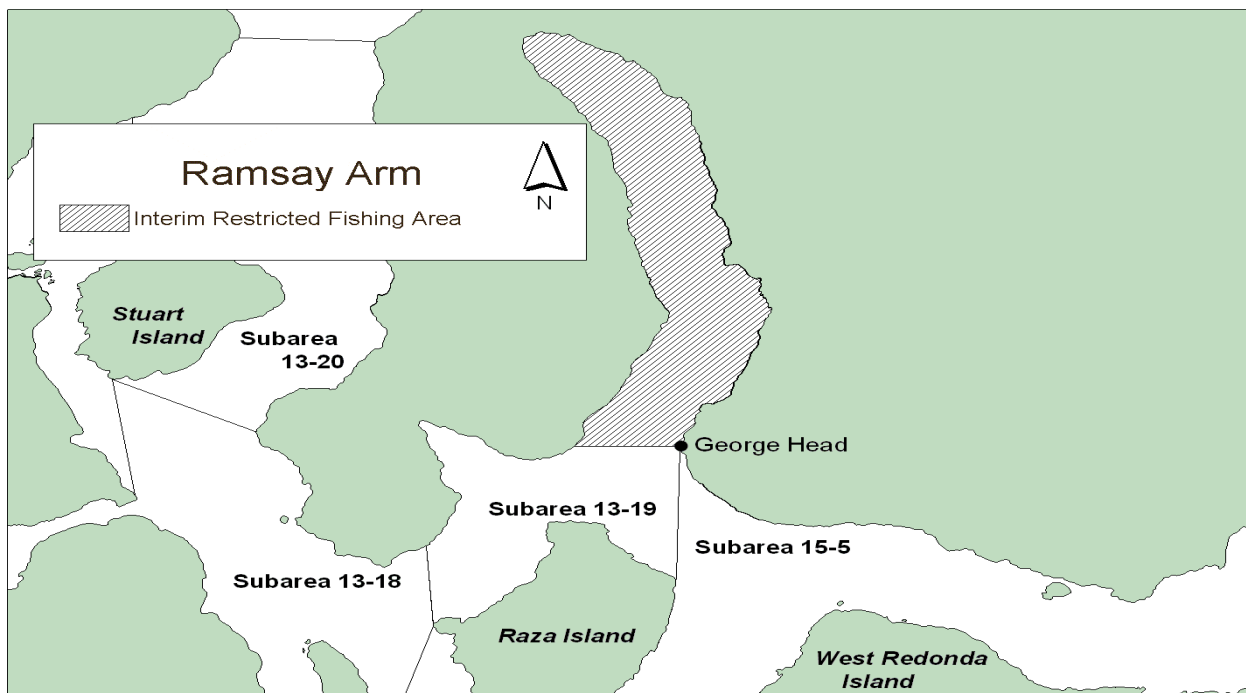 Ramsay Arm
N
Interim Restricted Fishing Area
Stuart
Island
Subarea
13-20
George Head
Subarea 13-19
Subarea 15-5
Subarea 13-18
Raza Island
West Redonda
Island